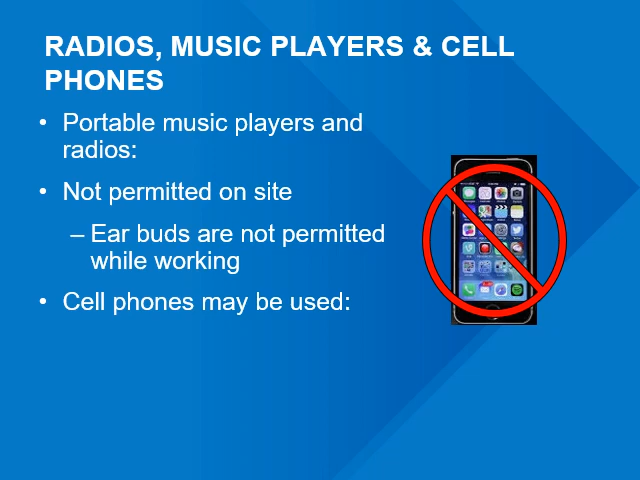 RADIOS, MUSIC PLAYERS & CELL
PHONES
• Portable music players and
radios:
• Not permitted on site
– Ear buds are not permitted
while working
• Cell phones may be used: